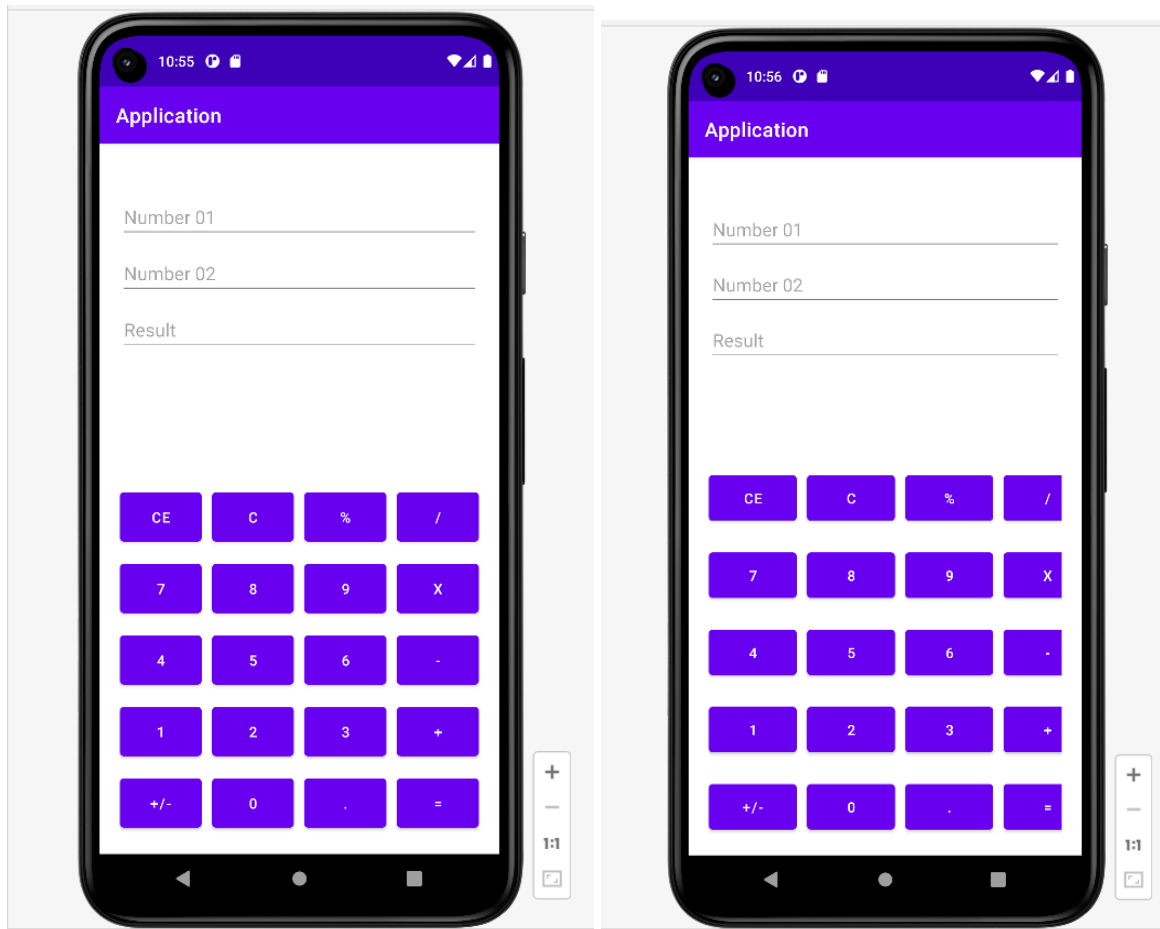 10:55
Application
Number 01
Number 02
Result
CE C % /
7 8 9 X
4 5 6 -
1 2 3 +
+/- 0 . =
+
−
1:1
10:56
Application
Number 01
Number 02
Result
CE C % /
7 8 9 X
4 5 6 -
1 2 3 +
+/- 0 . =
+
−
1:1